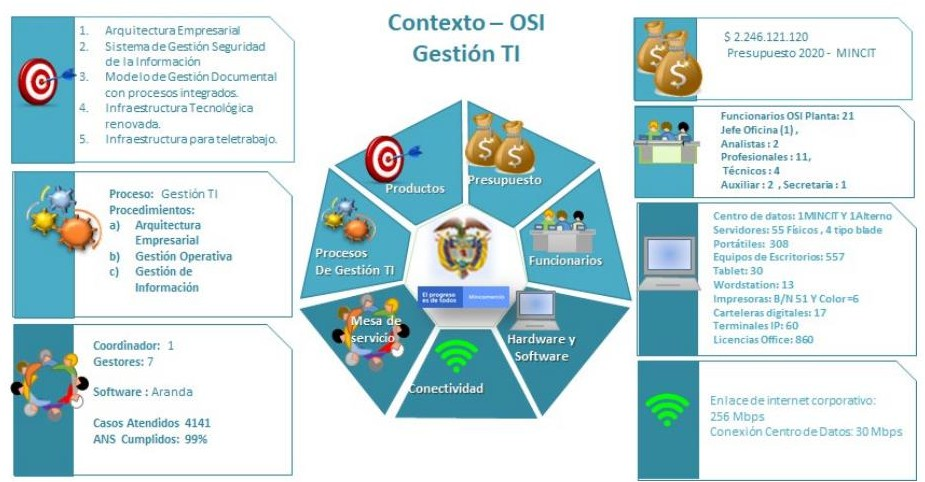 Contexto – OSI
Gestión TI
1. Arquitectura Empresarial
2. Sistema de Gestión Seguridad
de la Información
3. Modelo de Gestión Documental
con procesos integrados.
4. Infraestructura Tecnológica
renovada.
5. Infraestructura para teletrabajo.
Proceso: Gestión TI
Procedimientos:
a) Arquitectura
Empresarial
b) Gestión Operativa
c) Gestión de
Información
Coordinador: 1
Gestores: 7
Software : Aranda
Casos Atendidos 4141
ANS Cumplidos: 99%
Productos
Presupuesto
Procesos
De Gestión TI
Funcionarios
El progreso
es de todos
Mincomercio
Mesa de
servicio
Hardware y
Software
Conectividad
$ 2.246.121.120
Presupuesto 2020 - MINCIT
Funcionarios OSI Planta: 21
Jefe Oficina (1) ,
Analistas : 2
Profesionales : 11,
Técnicos : 4
Auxiliar : 2 , Secretaria : 1
Centro de datos: 1MINCIT Y 1Alterno
Servidores: 55 Físicos , 4 tipo blade
Portátiles: 308
Equipos de Escritorios: 557
Tablet: 30
Wordstation : 13
Impresoras: B/N 51 Y Color =6
Carteleras digitales: 17
Terminales IP: 60
Licencias Office: 860
Enlace de internet corporativo:
256 Mbps
Conexión Centro de Datos: 30 Mbps